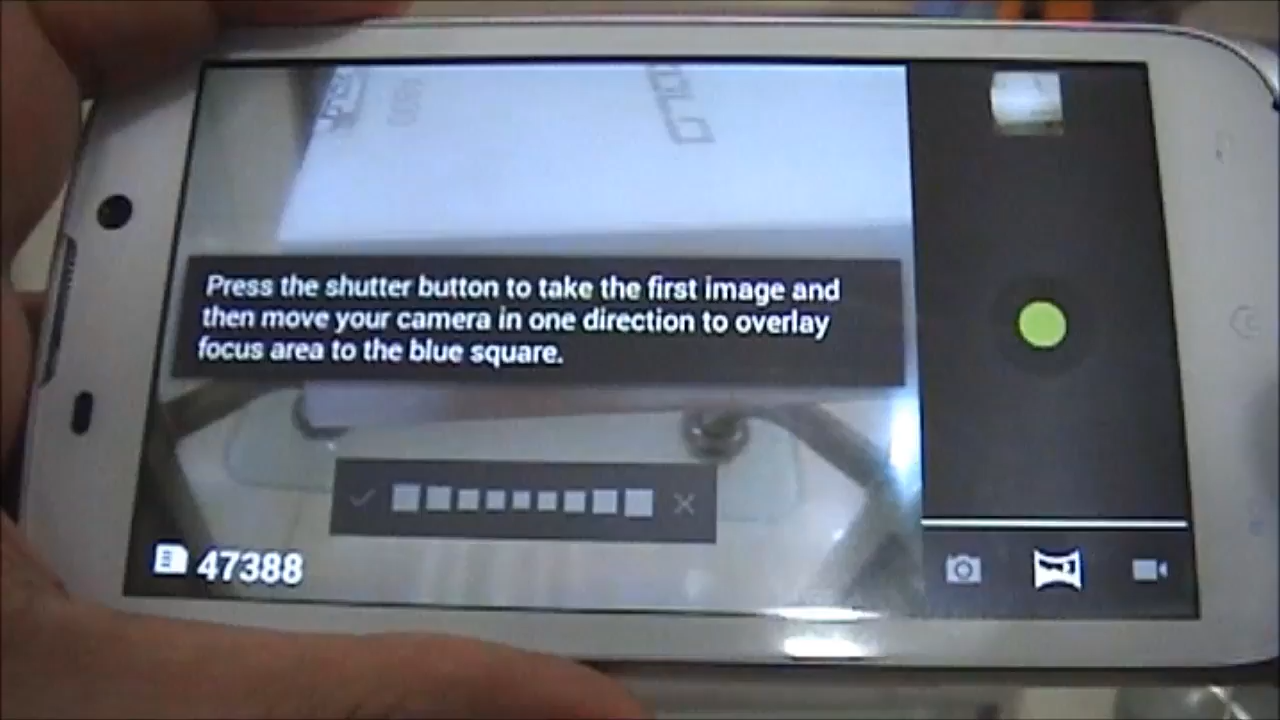 XOLO
Press the shutter button to take the first image and
then move your camera in one direction to overlay
focus area to the blue square.
47388